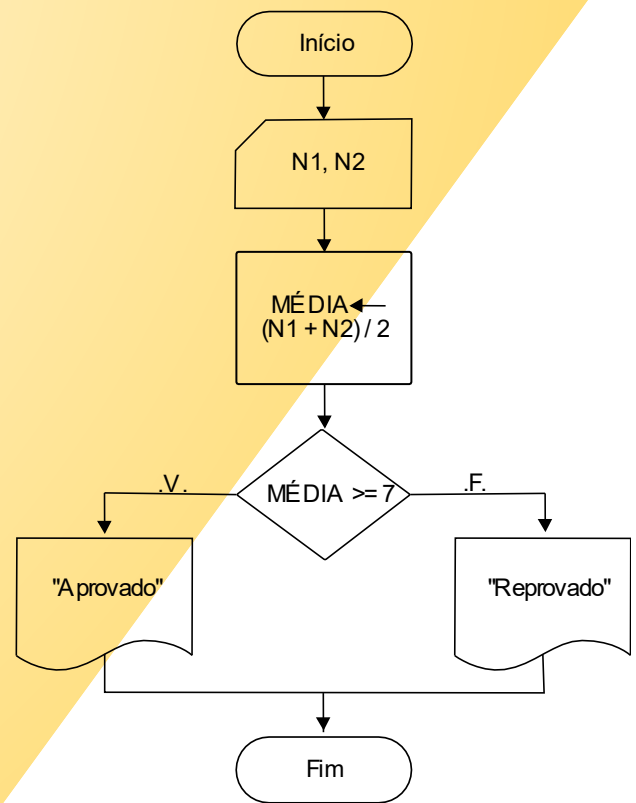 Início
N1, N2
MÉDIA
(N1 + N2) / 2
MÉDIA >= 7
.V.
.F.
"Aprovado"
"Reprovado"
Fim